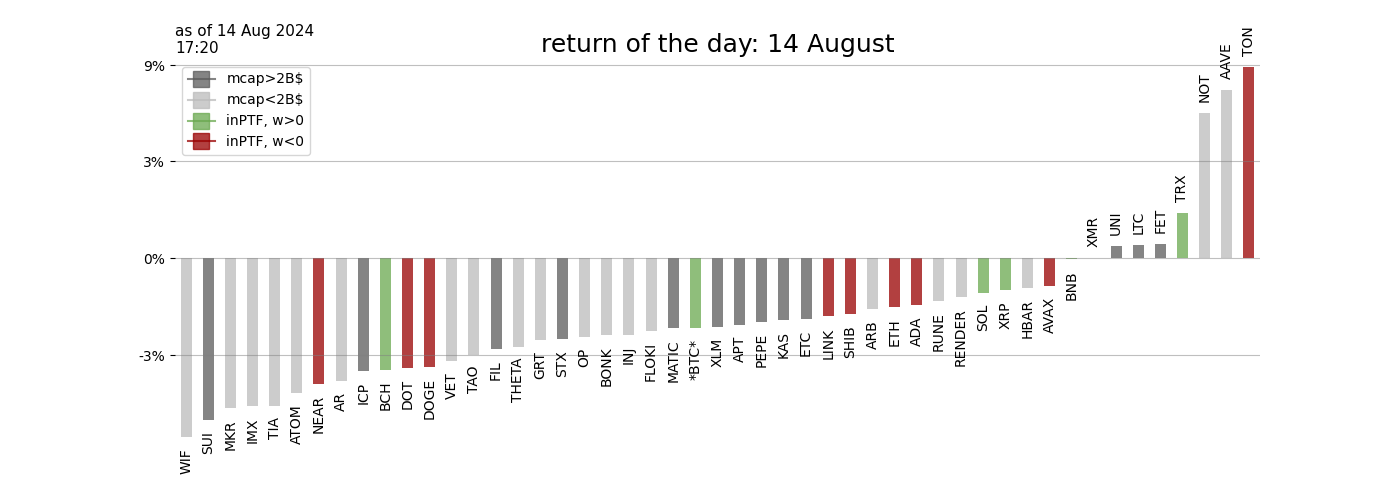 as of 14 Aug 2024
17:20
return of the day: 14 August
9%
3%
0%
-3%
mcap>2B$
mcap<2B$
inPTF, w>0
inPTF, w<0
WIF
SUI
MKR
IMX
TIA
ATOM
NEAR
AR
ICP
BCH
DOT
DOGE
VET
TAO
FIL
THETA
GRT
STX
OP
BONK
INJ
FLOKI
MATIC
*BTC*
XLM
APT
PEPE
KAS
ETC
LINK
SHIB
ARB
ETH
ADA
RUNE
RENDER
SOL
XRP
HBAR
AVAX
BNB
XMR
UNI
LTC
FET
TRX
NOT
AAVE
TON